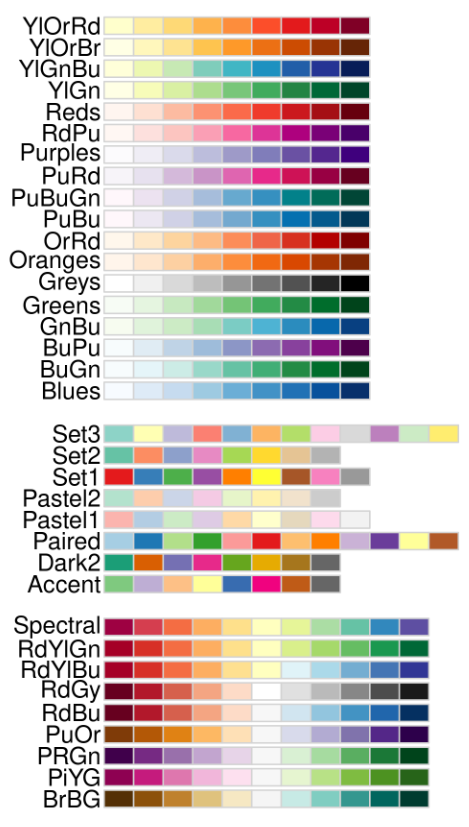 YlOrRd
YlOrBr
YlGnBu
YlGn
Reds
RdPu
Purples
PuRd
PuBuGn
PuBu
OrRd
Oranges
Greys
Greens
GnBu
BuPu
BuGn
Blues
Set3
Set2
Set1
Pastel2
Pastel1
Paired
Dark2
Accent
Spectral
RdYlGn
RdYlBu
RdGy
RdBu
PuOr
PRGn
PiYG
BrBG